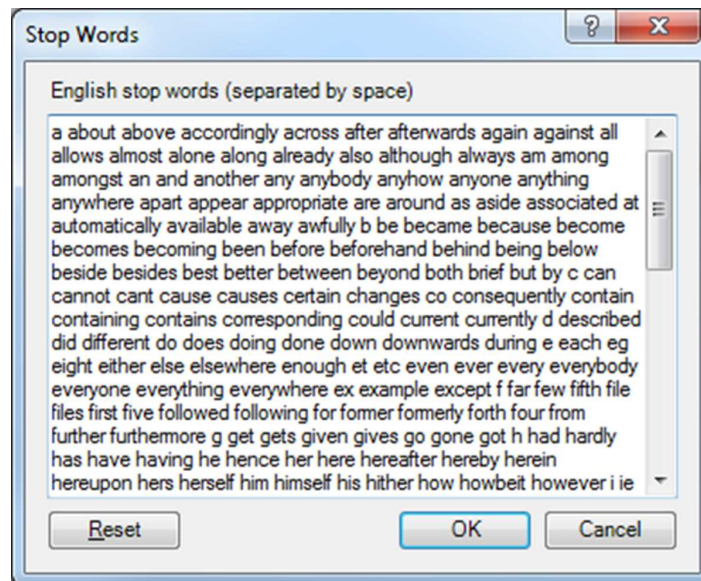 Stop Words
?
English stop words (separated by space)
a about above accordingly across after afterwards again against all
allows almost alone along already also although always am among
amongst an and another any anybody anyhow anyone anything
anywhere apart appear appropriate are around as aside associated at
automatically available away awfully b be became because become
becomes becoming been before beforehand behind being below
beside besides best better between beyond both brief but by c can
cannot cant cause causes certain changes co consequently contain
containing contains corresponding could current currently d described
did different do does doing done down downwards during e each eg
eight either else elsewhere enough et etc even ever every everybody
everyone everything everywhere ex example except f far few fifth file
files first five followed following for former formerly forth four from
further furthermore g get gets given gives go gone got h had hardly
has have having he hence her here hereafter hereby herein
hereupon hers herself him himself his hither how howbeit however i ie
Reset OK Cancel